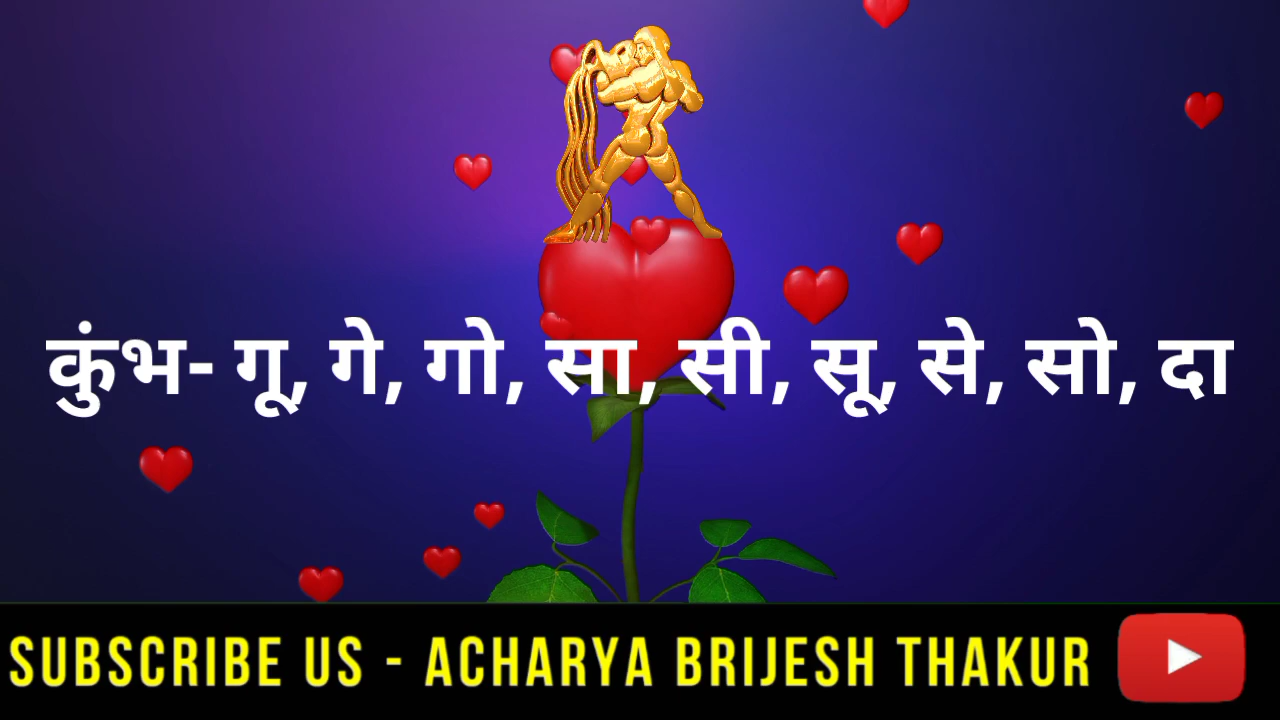 कुंभ- गू, गे, गो, सा, सी, सू, से, सो, दा
SUBSCRIBE US - ACHARYA BRIJESH THAKUR